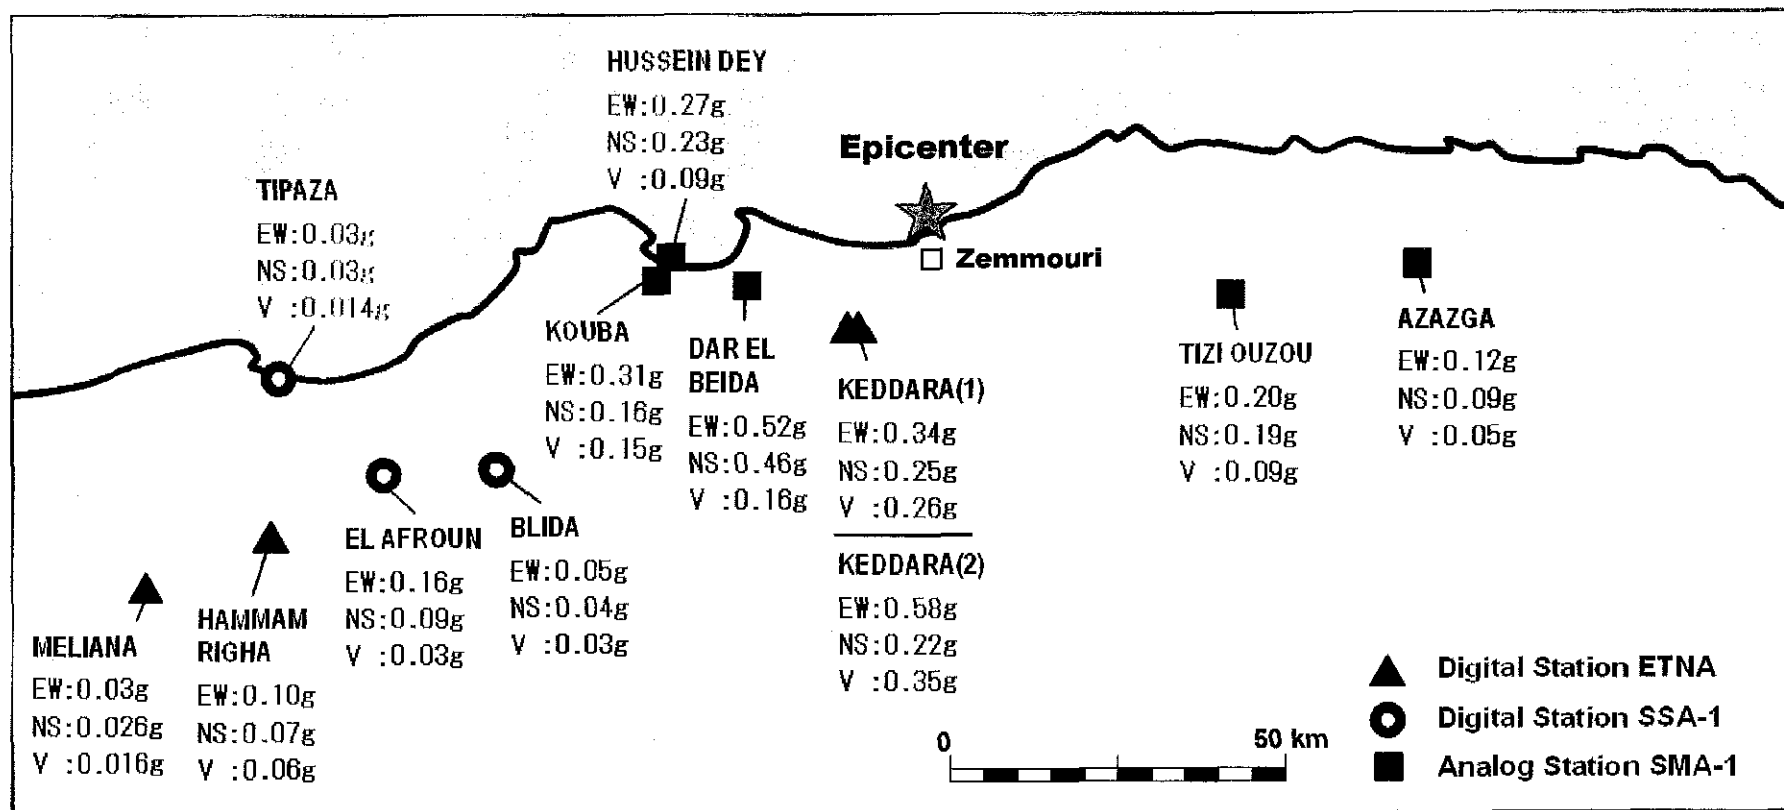 HUSSEIN DEY
EW:0.27g
NS:0.23g
V :0.09g
Epicenter
TIPAZA
EW:0.03g
NS:0.03g
V :0.014g
Zemmouri
KOUBA
EW:0.31g
NS:0.16g
V :0.15g
DAR EL
BEIDA
EW:0.52g
NS:0.46g
V :0.16g
KEDDARA(1)
EW:0.34g
NS:0.25g
V :0.26g
KEDDARA(2)
EW:0.58g
NS:0.22g
V :0.35g
TIZI OUZOU
EW:0.20g
NS:0.19g
V :0.09g
AZAZGA
EW:0.12g
NS:0.09g
V :0.05g
MELIANA
EW:0.03g
NS:0.026g
V :0.016g
HAMMAM
RIGHA
EW:0.10g
NS:0.07g
V :0.06g
EL AFROUN
EW:0.16g
NS:0.09g
V :0.03g
BLIDA
EW:0.05g
NS:0.04g
V :0.03g
0 50 km
Digital Station ETNA
Digital Station SSA-1
Analog Station SMA-1